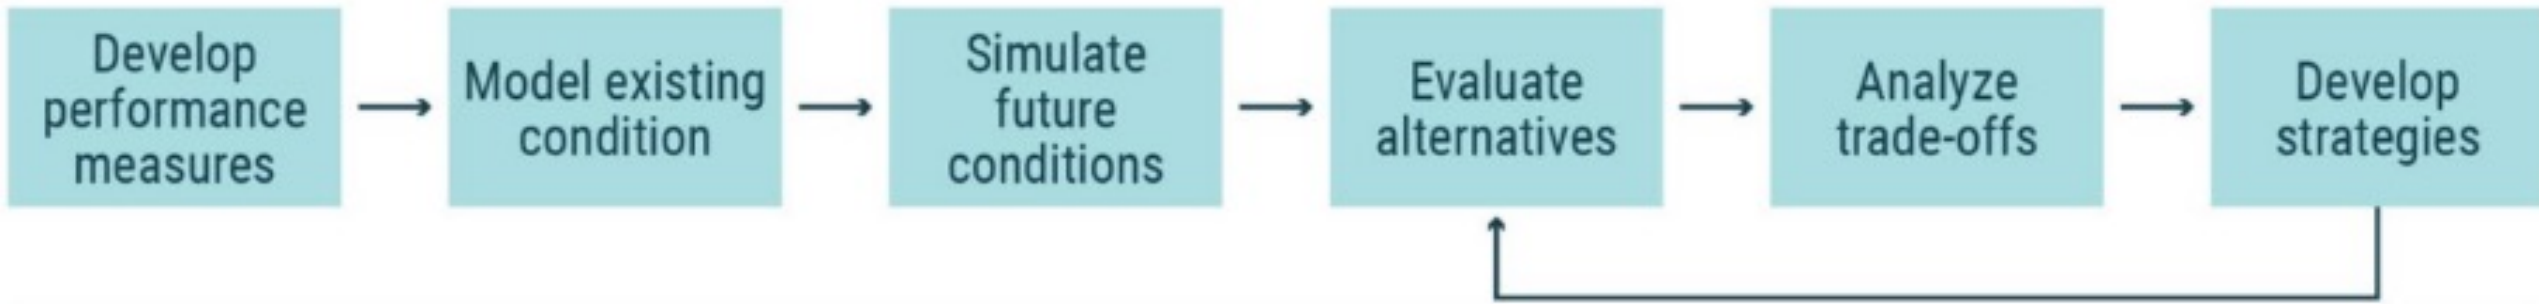 Develop
performance
measures
Model existing
condition
Simulate
future
conditions
Evaluate
alternatives
Analyze
trade-offs
Develop
strategies